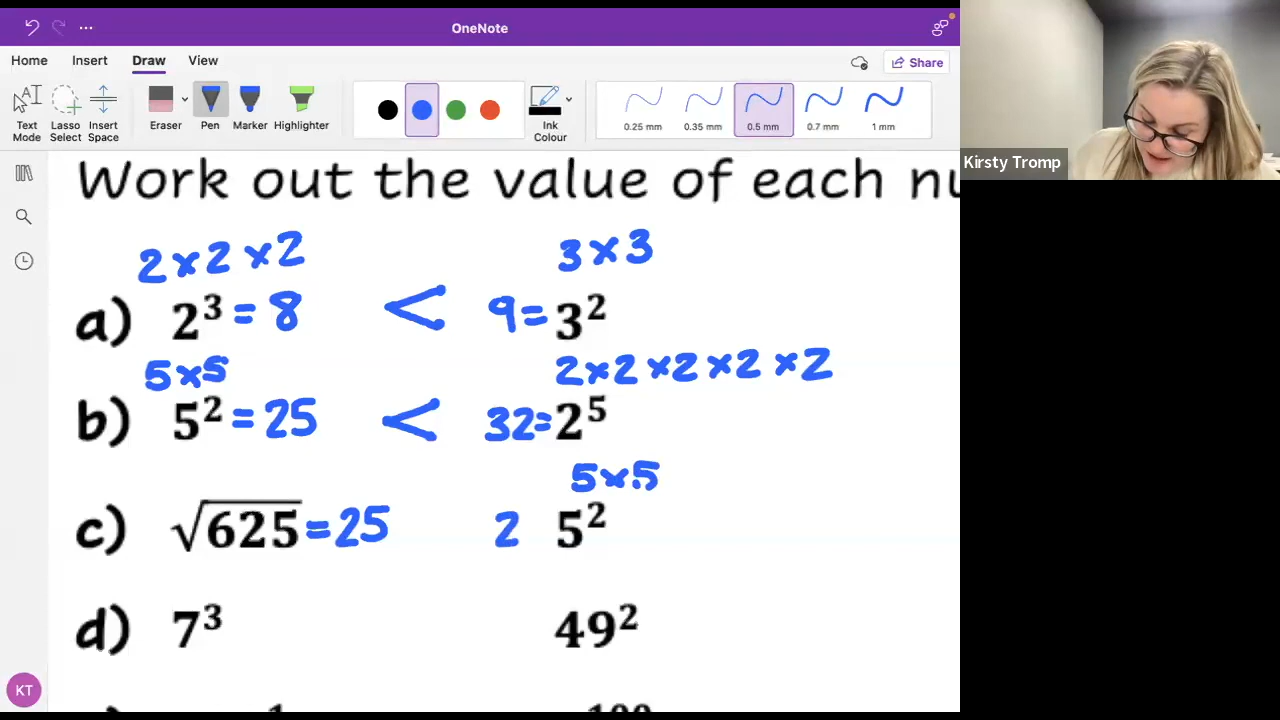 OneNote
Home Insert Draw View
Share
Text Mode
Lasso Select
Insert Space
Eraser
Pen
Marker
Highlighter
Ink Colour
0.25 mm
0.35 mm
0.5 mm
0.7 mm
1 mm
Kirsty Tromp
Work out the value of each nu
2×2×2 3×3
a) 2³ = 8 < 9 = 3²
5×5 2×2×2×2×2
b) 5² = 25 < 32 = 2⁵
5×5
c) √625 = 25 2 5²
d) 7³ 49²
KT